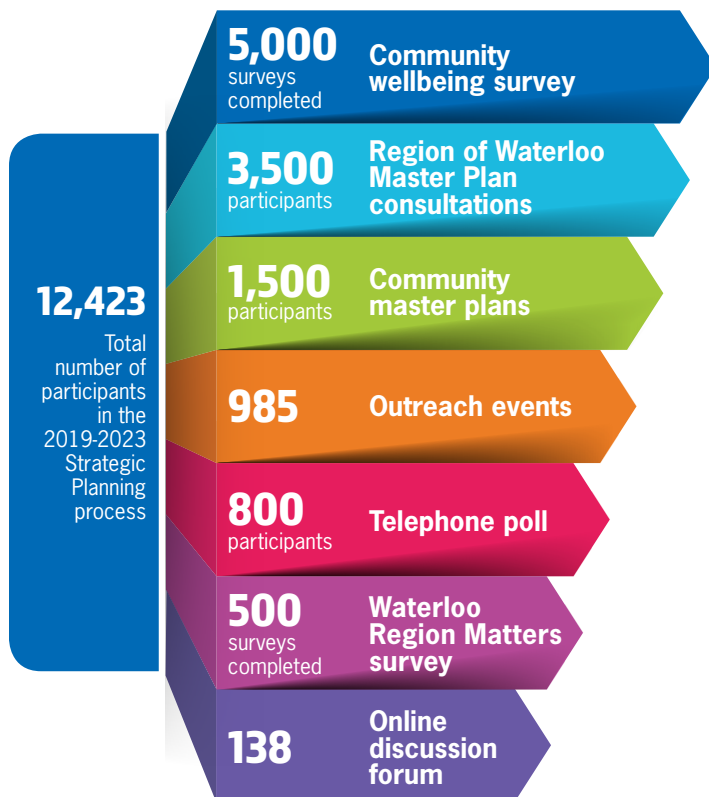 12,423
Total
number of
participants
in the
2019-2023
Strategic
Planning
process
5,000
surveys
completed
Community
wellbeing survey
3,500
participants
Region of Waterloo
Master Plan
consultations
1,500
participants
Community
master plans
985
Outreach events
800
participants
Telephone poll
500
surveys
completed
Waterloo
Region Matters
survey
138
Online
discussion
forum